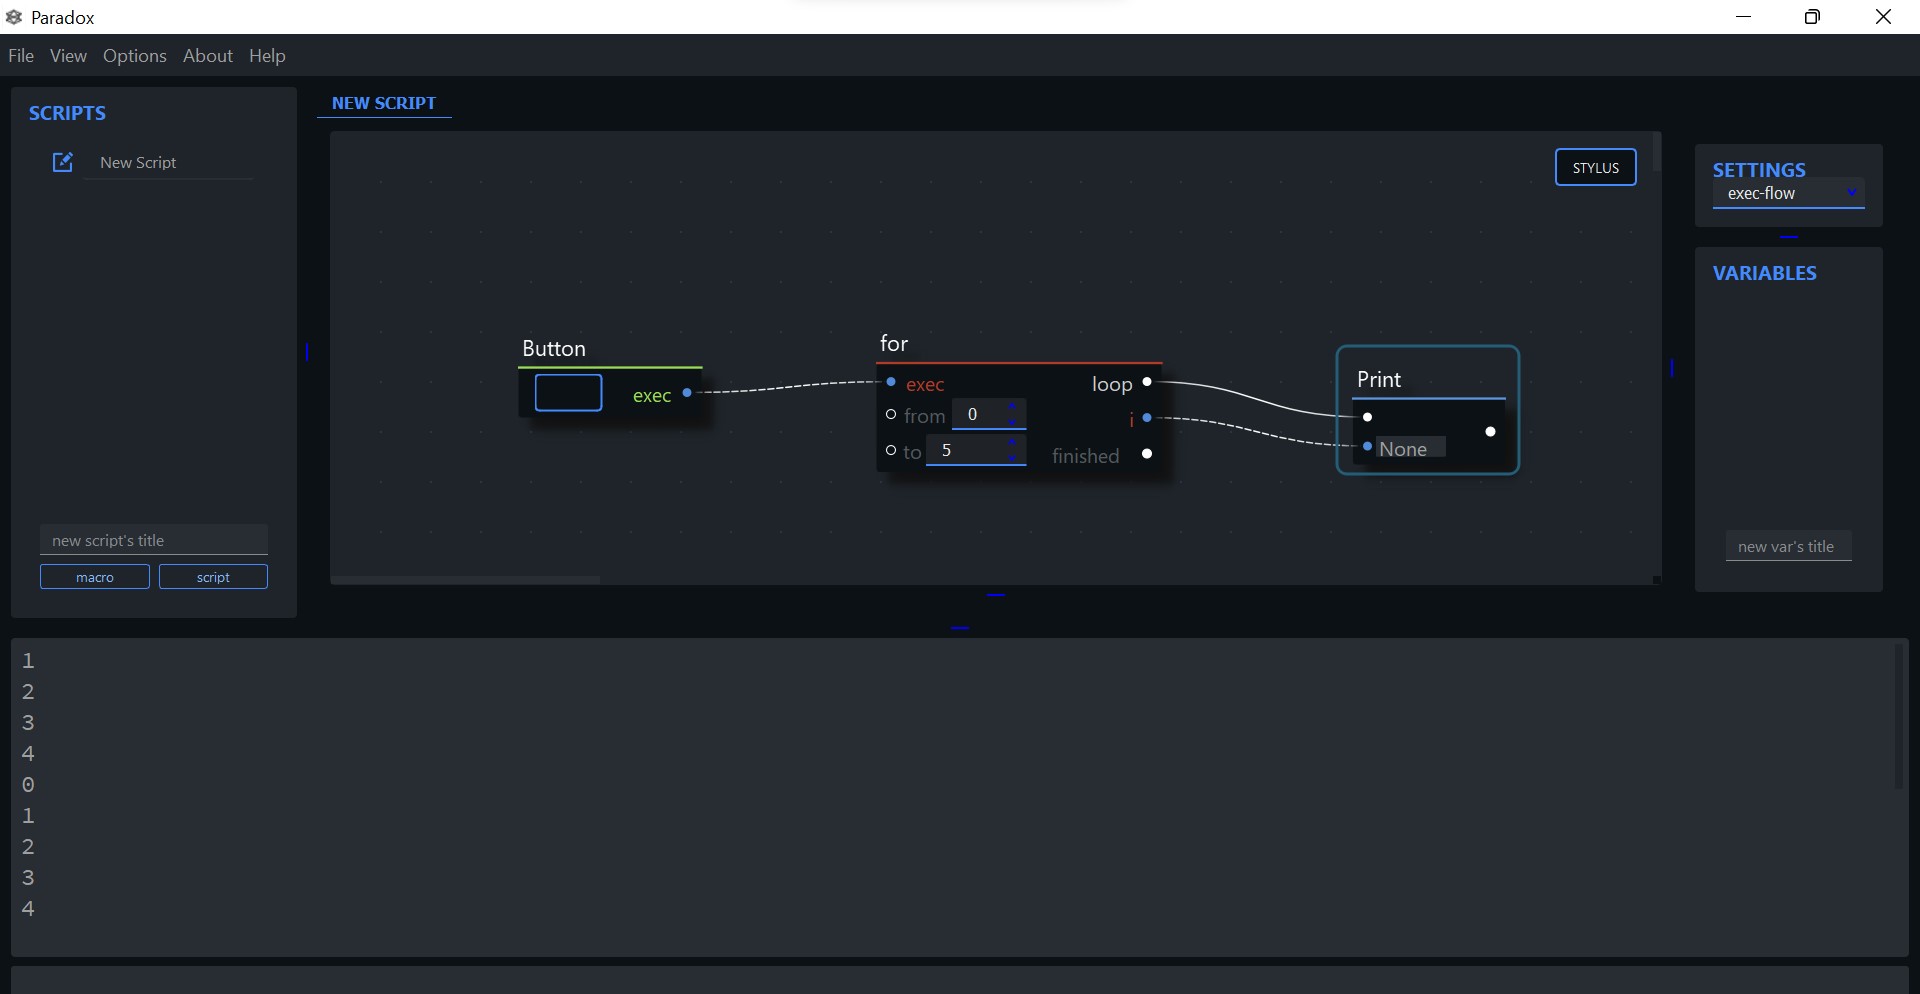 Paradox
File View Options About Help
SCRIPTS
New Script
new script's title
macro script
NEW SCRIPT
STYLUS
Button
exec
for
exec loop
from 0 i
to 5 finished
Print
None
SETTINGS
exec-flow
VARIABLES
new var's title
1
2
3
4
0
1
2
3
4